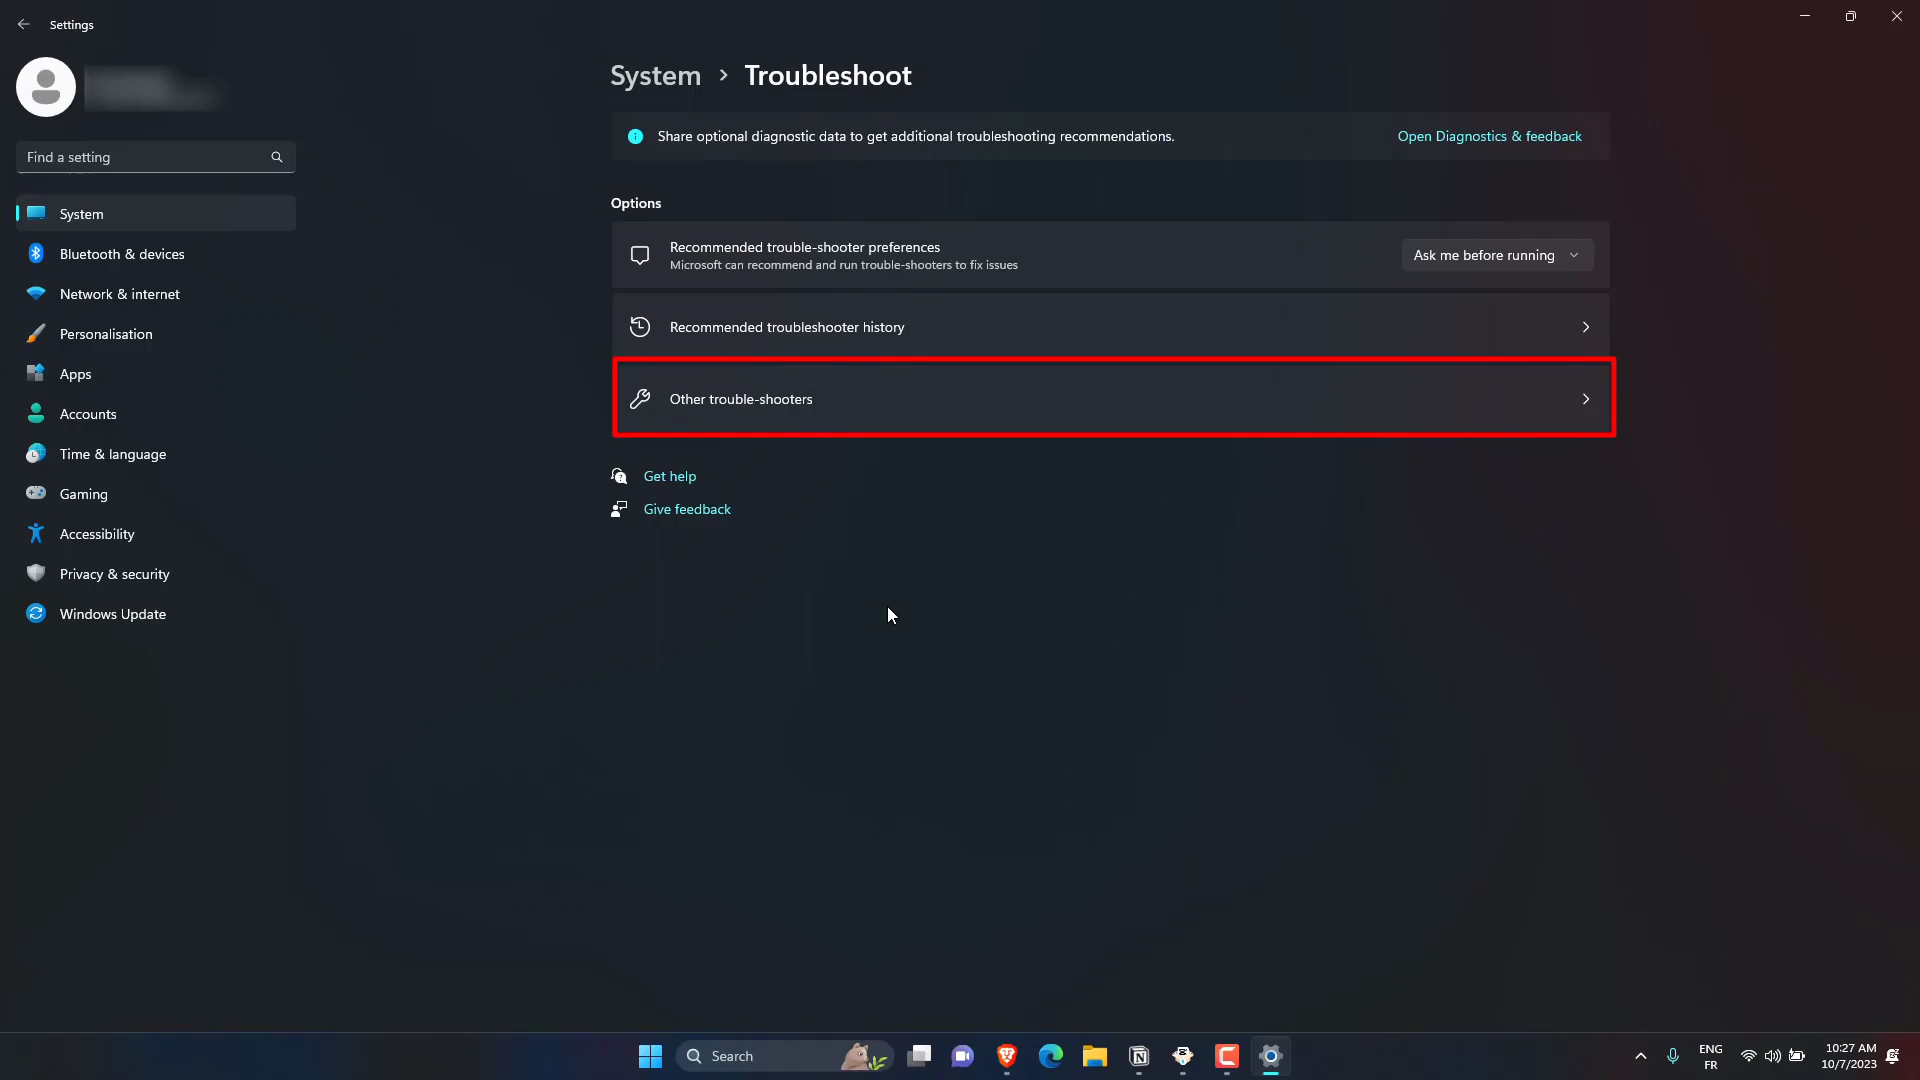 Settings
Find a setting
System
Bluetooth & devices
Network & internet
Personalisation
Apps
Accounts
Time & language
Gaming
Accessibility
Privacy & security
Windows Update
System > Troubleshoot
Share optional diagnostic data to get additional troubleshooting recommendations.
Open Diagnostics & feedback
Options
Recommended trouble-shooter preferences
Microsoft can recommend and run trouble-shooters to fix issues
Ask me before running
Recommended troubleshooter history
Other trouble-shooters
Get help
Give feedback
Search
ENG
FR
10:27 AM
10/7/2023